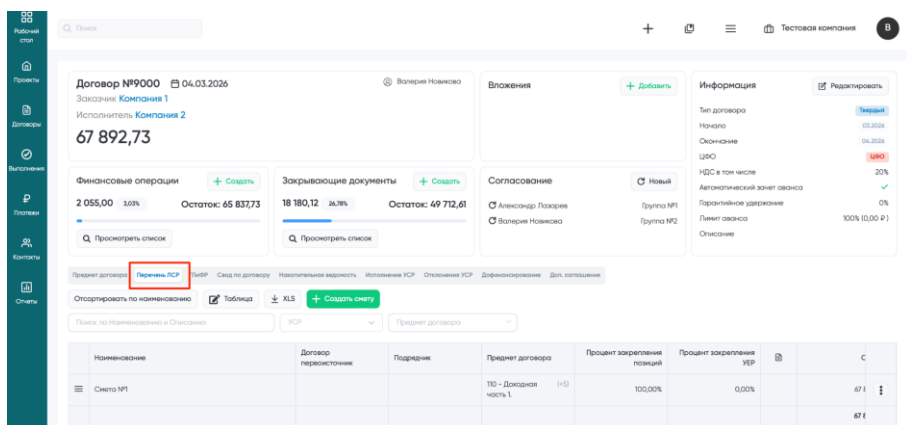 Рабочий стол
Проекты
Договоры
Выполнения
Платежи
Контакты
Отчеты
Поиск
Тестовая компания
В
Договор №9000 04.03.2026
Валерия Новикова
Заказчик Компания 1
Исполнитель Компания 2
67 892,73
Вложения
Добавить
Информация
Редактировать
Тип договора Твердый
Начало 03.2026
Окончание 04.2026
ЦФО ЦФО
НДС в том числе 20%
Автоматический зачет аванса
Гарантийное удержание 0%
Лимит аванса 100% (0,00 ₽)
Описание
Финансовые операции
Создать
2 055,00 3,03% Остаток: 65 837,73
Просмотреть список
Закрывающие документы
Создать
18 180,12 26,78% Остаток: 49 712,61
Просмотреть список
Согласование
Новый
Александр Лазарев Группа №1
Валерия Новикова Группа №2
Предмет договора Перечень ЛСР ЛиФР Свод по договору Накопительная ведомость Исполнение УСР Отклонения УСР Дофинансирование Доп. соглашения
Отсортировать по наименованию Таблица XLS Создать смету
Поиск по Наименованию и Описанию УСР Предмет договора
Наименование
Договор первоисточник
Подрядчик
Предмет договора
Процент закрепления позиций
Процент закрепления УЕР
С
Смета №1
110 - Доходная часть 1. (+5)
100,00%
0,00%
67 8
67 8